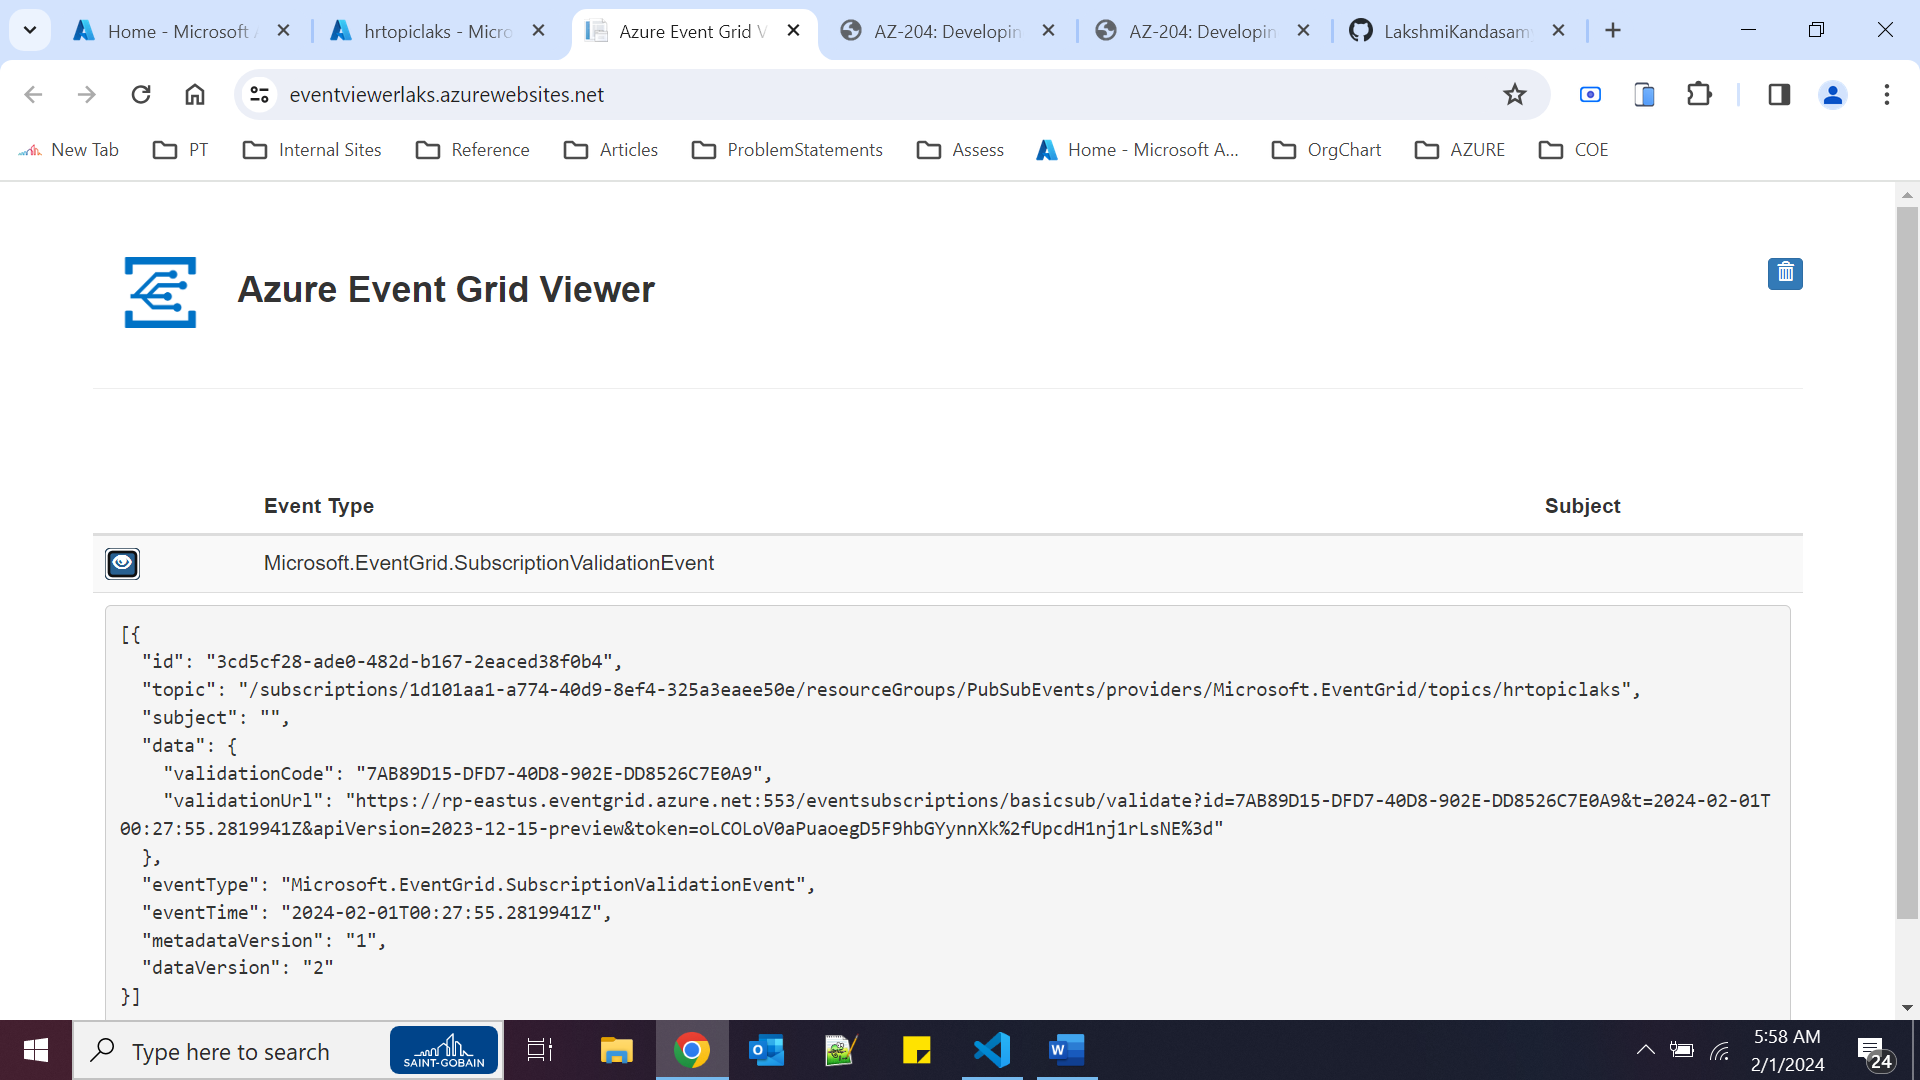 Home - Microsoft A
hrtopiclaks - Micro
Azure Event Grid V
AZ-204: Developin
AZ-204: Developin
LakshmiKandasamy
eventviewerlaks.azurewebsites.net
New Tab
PT
Internal Sites
Reference
Articles
ProblemStatements
Assess
Home - Microsoft A...
OrgChart
AZURE
COE
Azure Event Grid Viewer
Event Type
Subject
Microsoft.EventGrid.SubscriptionValidationEvent
[{
"id": "3cd5cf28-ade0-482d-b167-2eaced38f0b4",
"topic": "/subscriptions/1d101aa1-a774-40d9-8ef4-325a3eaee50e/resourceGroups/PubSubEvents/providers/Microsoft.EventGrid/topics/hrtopiclaks",
"subject": "",
"data": {
"validationCode": "7AB89D15-DFD7-40D8-902E-DD8526C7E0A9",
"validationUrl": "https://rp-eastus.eventgrid.azure.net:553/eventsubscriptions/basicsub/validate?id=7AB89D15-DFD7-40D8-902E-DD8526C7E0A9&t=2024-02-01T
00:27:55.2819941Z&apiVersion=2023-12-15-preview&token=oLCOLoV0aPuaoegD5F9hbGYynnXk%2fUpcdH1nj1rLsNE%3d"
},
"eventType": "Microsoft.EventGrid.SubscriptionValidationEvent",
"eventTime": "2024-02-01T00:27:55.2819941Z",
"metadataVersion": "1",
"dataVersion": "2"
}]
Type here to search
SAINT-GOBAIN
5:58 AM
2/1/2024
24